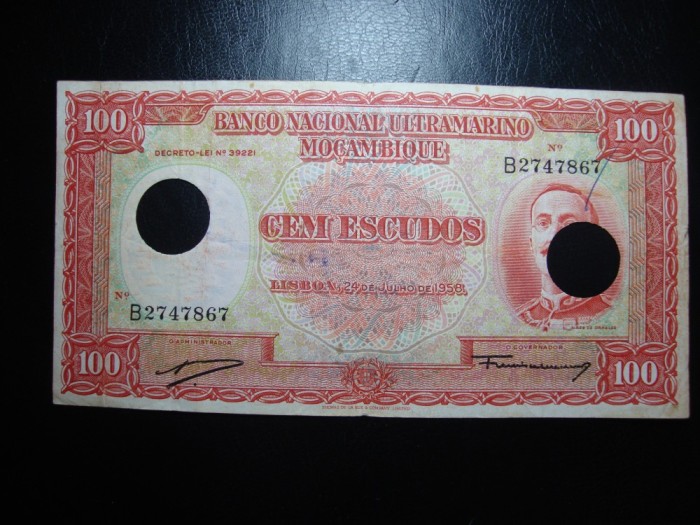 100
100
BANCO NACIONAL ULTRAMARINO
MOÇAMBIQUE
DECRETO-LEI Nº 39221
Nº
B2747867
CEM ESCUDOS
LISBOA, 24 DE JULHO DE 1958
Nº
B2747867
O ADMINISTRADOR
O GOVERNADOR
100
100